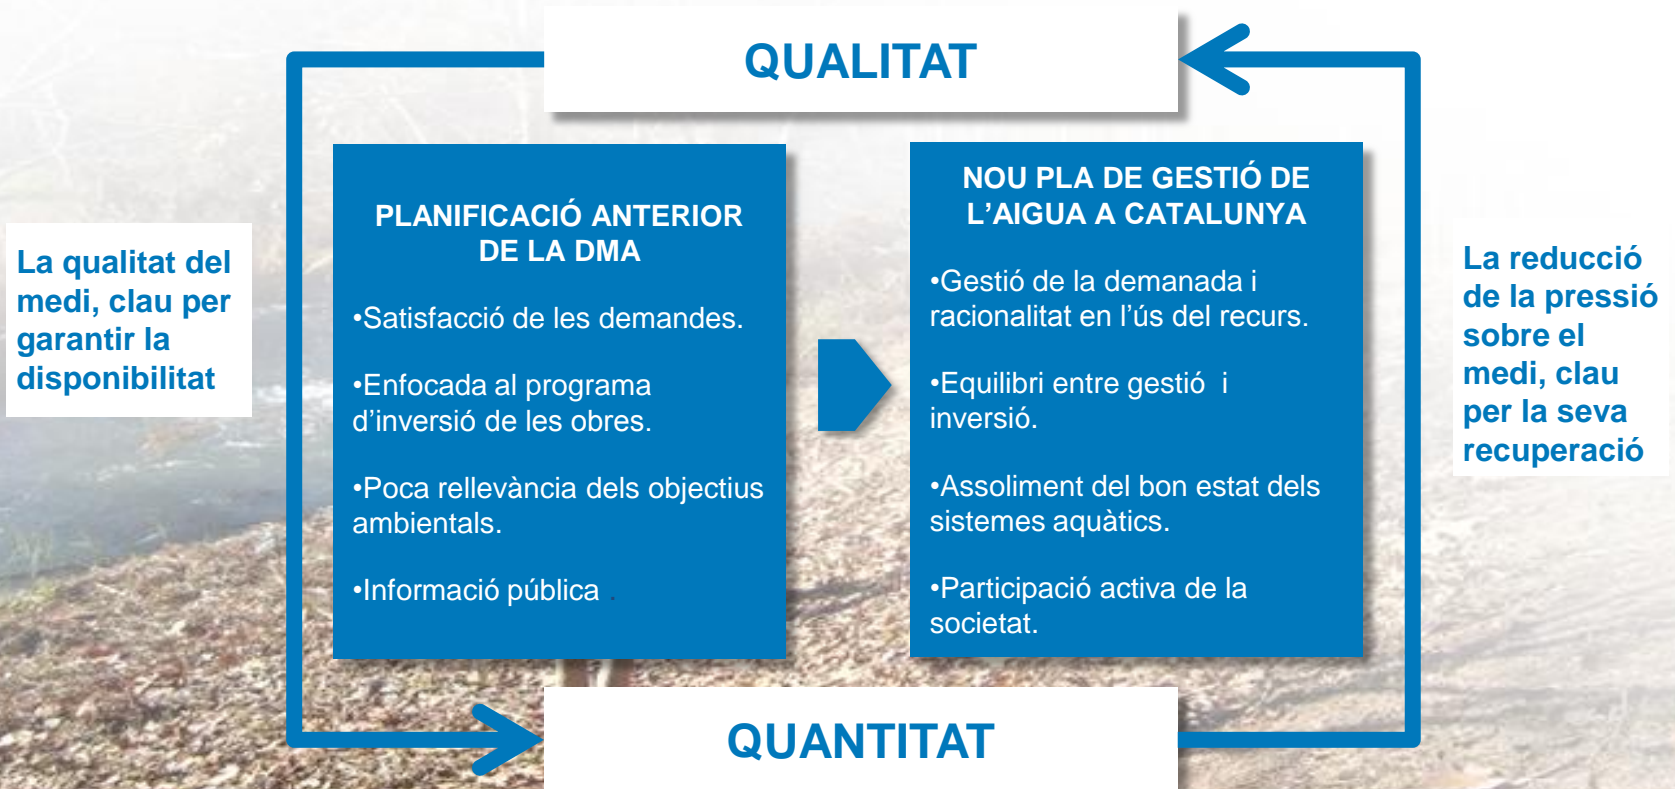 QUALITAT
La qualitat del
medi, clau per
garantir la
disponibilitat
PLANIFICACIÓ ANTERIOR
DE LA DMA
•Satisfacció de les demandes.
•Enfocada al programa
d’inversió de les obres.
•Poca rellevància dels objectius
ambientals.
•Informació pública .
NOU PLA DE GESTIÓ DE
L’AIGUA A CATALUNYA
•Gestió de la demanada i
racionalitat en l’ús del recurs.
•Equilibri entre gestió i
inversió.
•Assoliment del bon estat dels
sistemes aquàtics.
•Participació activa de la
societat.
La reducció
de la pressió
sobre el
medi, clau
per la seva
recuperació
QUANTITAT